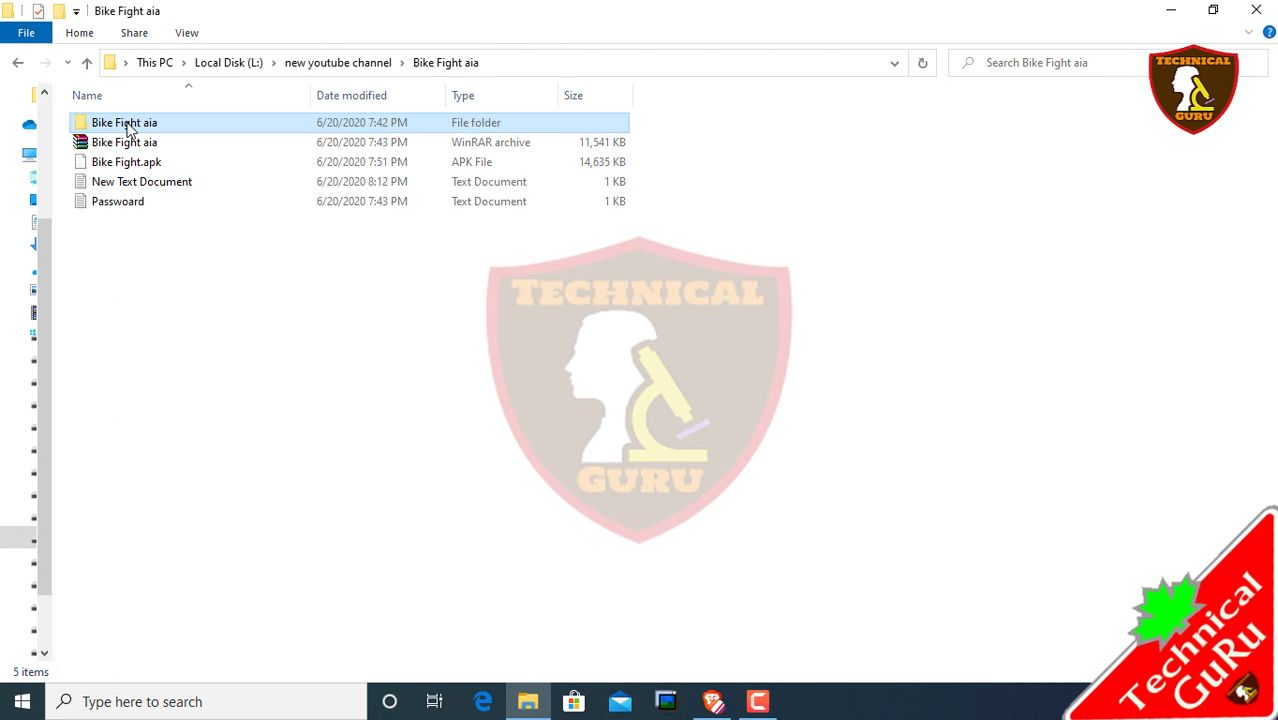 Bike Fight aia
File Home Share View
This PC Local Disk (L:) new youtube channel Bike Fight aia Search Bike Fight aia
Name Date modified Type Size
Bike Fight aia 6/20/2020 7:42 PM File folder
Bike Fight aia 6/20/2020 7:43 PM WinRAR archive 11,541 KB
Bike Fight.apk 6/20/2020 7:51 PM APK File 14,635 KB
New Text Document 6/20/2020 8:12 PM Text Document 1 KB
Passwoard 6/20/2020 7:43 PM Text Document 1 KB
TECHNICAL
GURU
TECHNICAL
GURU
Technical
GuRu
5 items
Type here to search